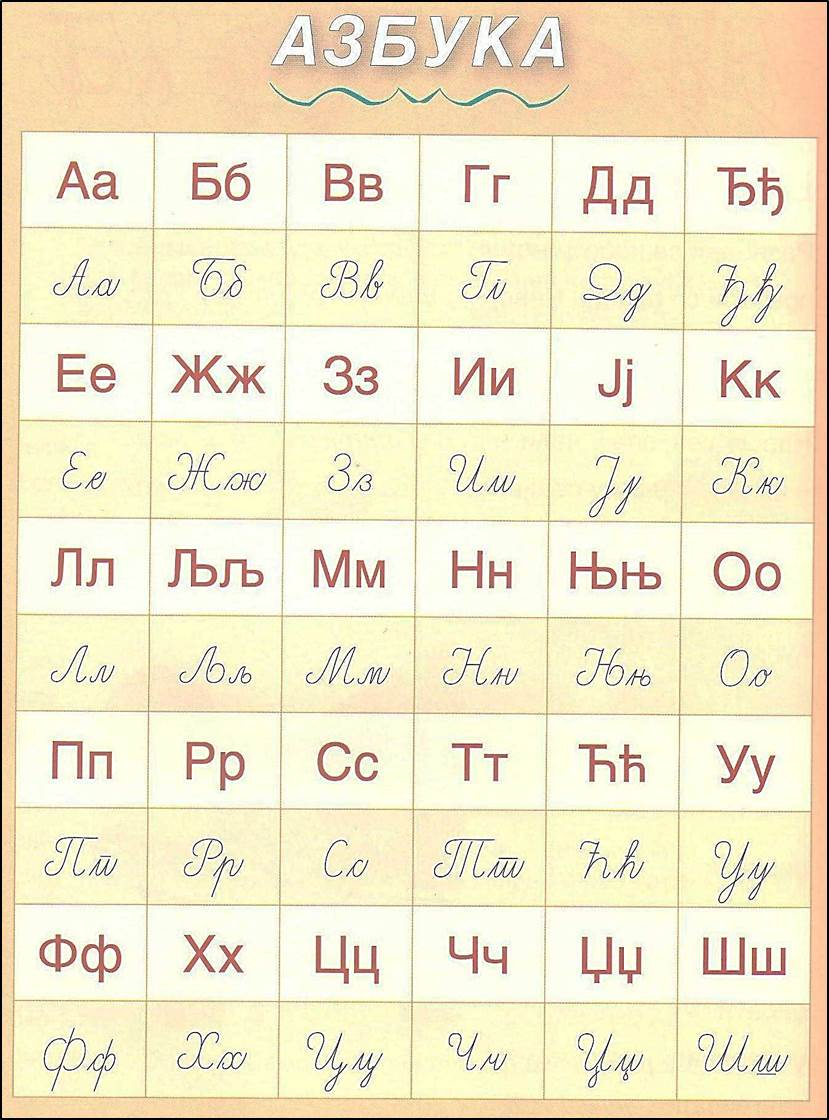 АЗБУКА
Аа Бб Вв Гг Дд Ђђ
Аа Бб Вв Гг Дд Ђђ
Ее Жж Зз Ии Јј Кк
Ее Жж Зз Ии Јј Кк
Лл Љљ Мм Нн Њњ Оо
Лл Љљ Мм Нн Њњ Оо
Пп Рр Сс Тт Ћћ Уу
Пп Рр Сс Тт Ћћ Уу
Фф Хх Цц Чч Џџ Шш
Фф Хх Цц Чч Џџ Шш